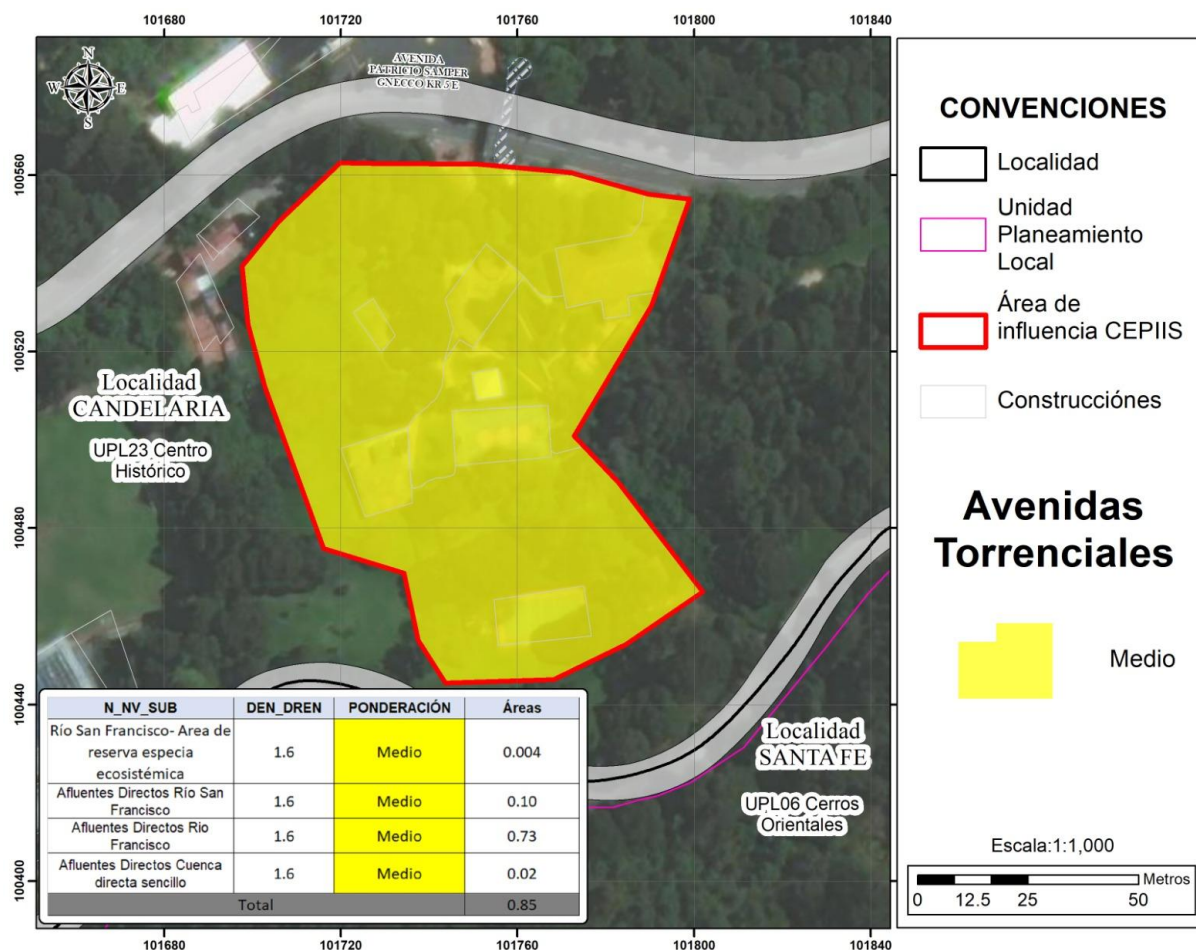 101680
101720
101760
101800
101840
N
W
E
S
AVENIDA
PATRICIO SAMPER
GNECCO KR 5 E
100560
100520
100480
100440
100400
Localidad
CANDELARIA
UPL23 Centro
Histórico
Localidad
SANTA FE
UPL06 Cerros
Orientales
N_NV_SUB DEN_DREN PONDERACIÓN Áreas
Río San Francisco- Area de
reserva especia
ecosistémica
1.6 Medio 0.004
Afluentes Directos Río San
Francisco
1.6 Medio 0.10
Afluentes Directos Rio
Francisco
1.6 Medio 0.73
Afluentes Directos Cuenca
directa sencillo
1.6 Medio 0.02
Total 0.85
101680
101720
101760
101800
101840
CONVENCIONES
Localidad
Unidad
Planeamiento
Local
Área de
influencia CEPIIS
Construcciónes
Avenidas
Torrenciales
Medio
Escala:1:1,000
Metros
0 12.5 25 50